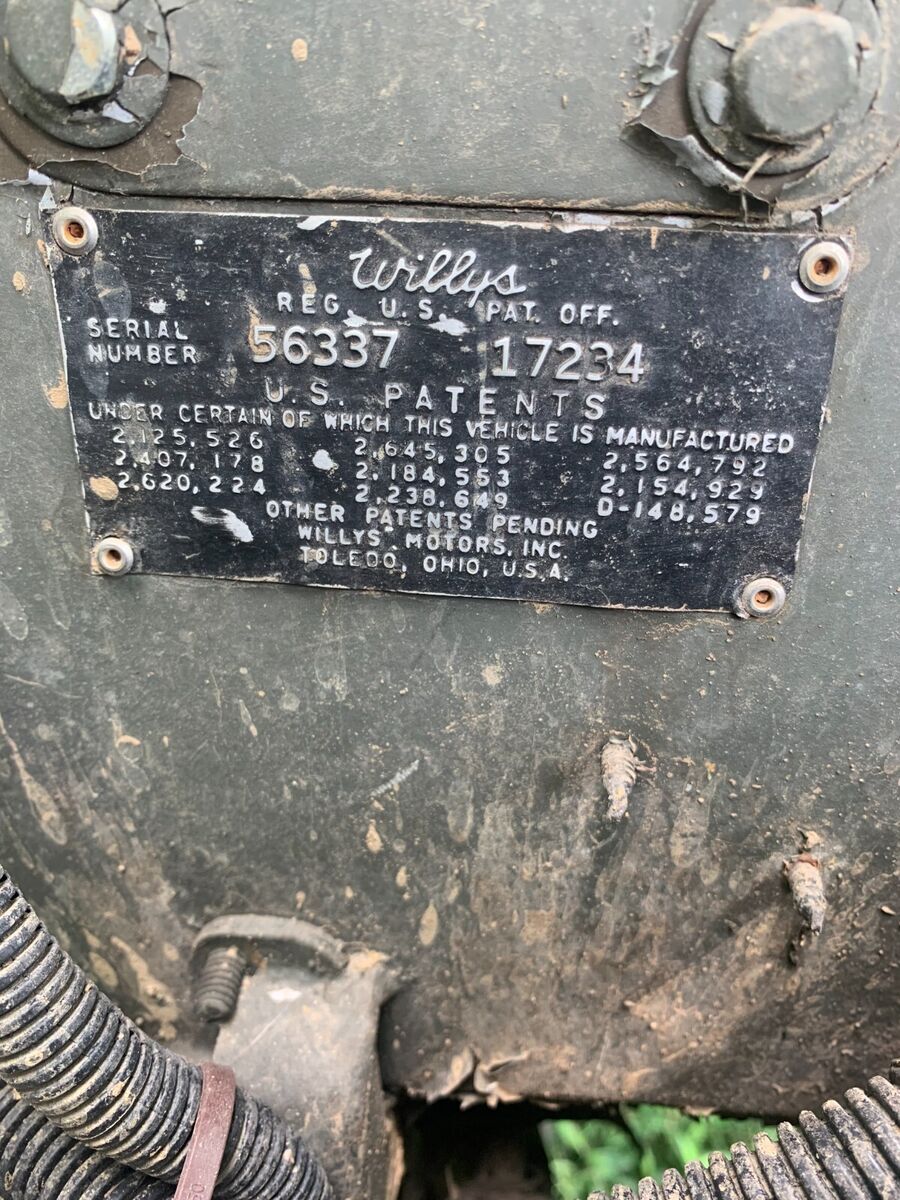 Willys
REG. U.S. PAT. OFF.
SERIAL NUMBER 56337 17234
U.S. PATENTS
UNDER CERTAIN OF WHICH THIS VEHICLE IS MANUFACTURED
2,125,526 2,645,305 2,564,792
2,407,178 2,184,553 2,154,929
2,620,224 2,238,649 D-148,579
OTHER PATENTS PENDING
WILLYS MOTORS, INC.
TOLEDO, OHIO, U.S.A.